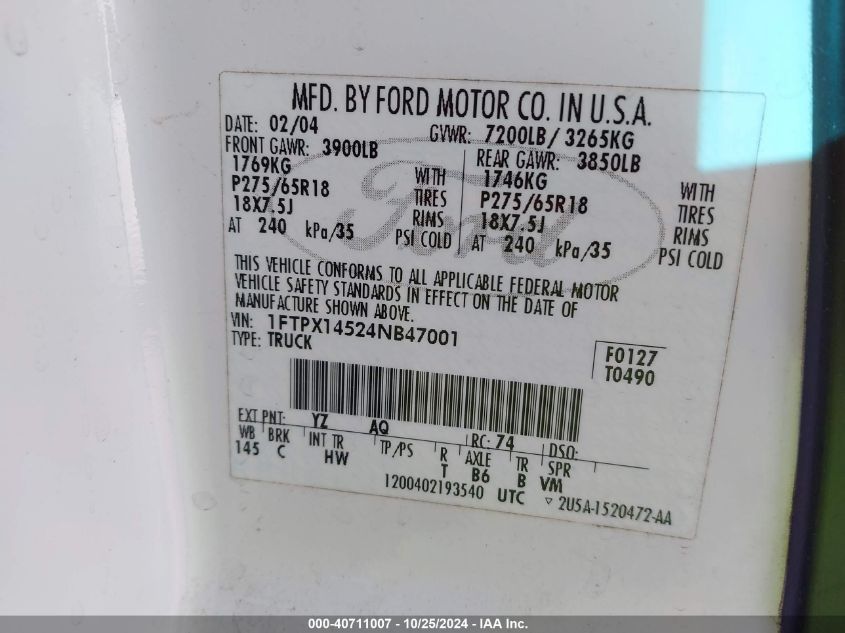 MFD. BY FORD MOTOR CO. IN U.S.A.
DATE: 02/04 GVWR: 7200LB/ 3265KG
FRONT GAWR: 3900LB REAR GAWR: 3850LB
1769KG WITH 1746KG WITH
P275/65R18 TIRES P275/65R18 TIRES
18X7.5J RIMS 18X7.5J RIMS
AT 240 kPa/35 PSI COLD AT 240 kPa/35 PSI COLD
Ford
THIS VEHICLE CONFORMS TO ALL APPLICABLE FEDERAL MOTOR
VEHICLE SAFETY STANDARDS IN EFFECT ON THE DATE OF
MANUFACTURE SHOWN ABOVE.
VIN: 1FTPX14524NB47001
TYPE: TRUCK
F0127
T0490
EXT PNT: YZ AQ RC: 74 DSO:
WB BRK INT TR TP/PS R AXLE TR SPR
145 C HW T B6 B VM
1200402193540 UTC ▽ 2U5A-1520472-AA
000-40711007 - 10/25/2024 - IAA Inc.